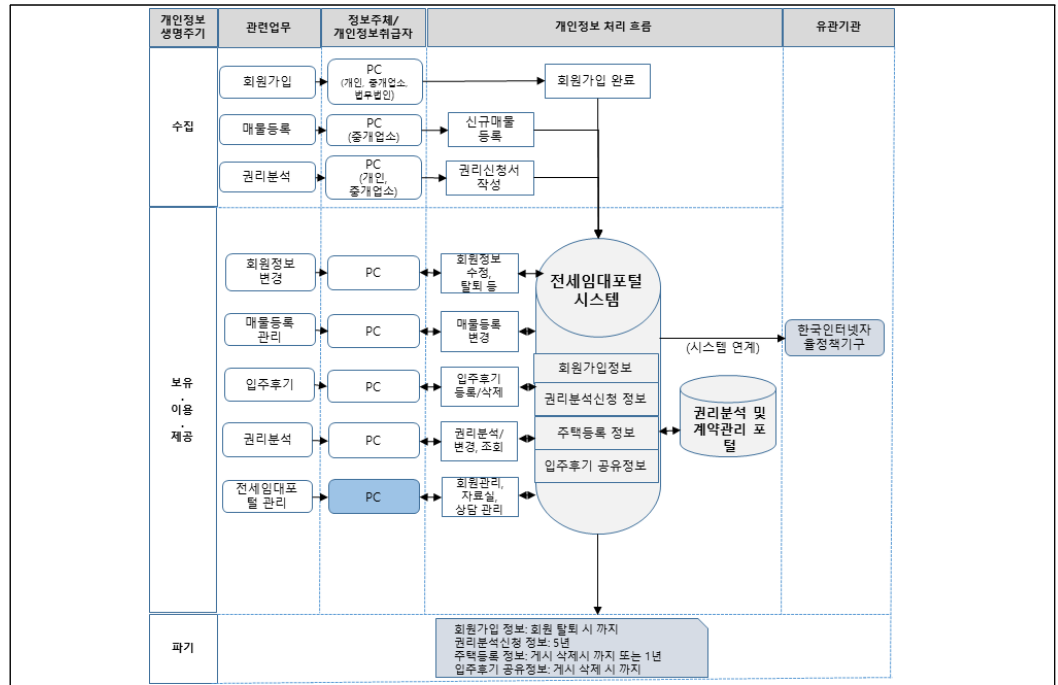 개인정보
생명주기
관련업무
정보주체/
개인정보취급자
개인정보 처리 흐름
유관기관
수집
회원가입
PC
(개인, 중개업소,
법무법인)
회원가입 완료
매물등록
PC
(중개업소)
신규매물
등록
권리분석
PC
(개인,
중개업소)
권리신청서
작성
보유
·
이용
·
제공
회원정보
변경
PC
회원정보
수정,
탈퇴 등
전세임대포털
시스템
매물등록
관리
PC
매물등록
변경
(시스템 연계)
한국인터넷자
율정책기구
입주후기
PC
입주후기
등록/삭제
회원가입정보
권리분석신청 정보
주택등록 정보
입주후기 공유정보
권리분석 및
계약관리 포
털
권리분석
PC
권리분석/
변경, 조회
전세임대포
털 관리
PC
회원관리,
자료실,
상담 관리
파기
회원가입 정보: 회원 탈퇴 시 까지
권리분석신청 정보: 5년
주택등록 정보: 게시 삭제시 까지 또는 1년
입주후기 공유정보: 게시 삭제 시 까지